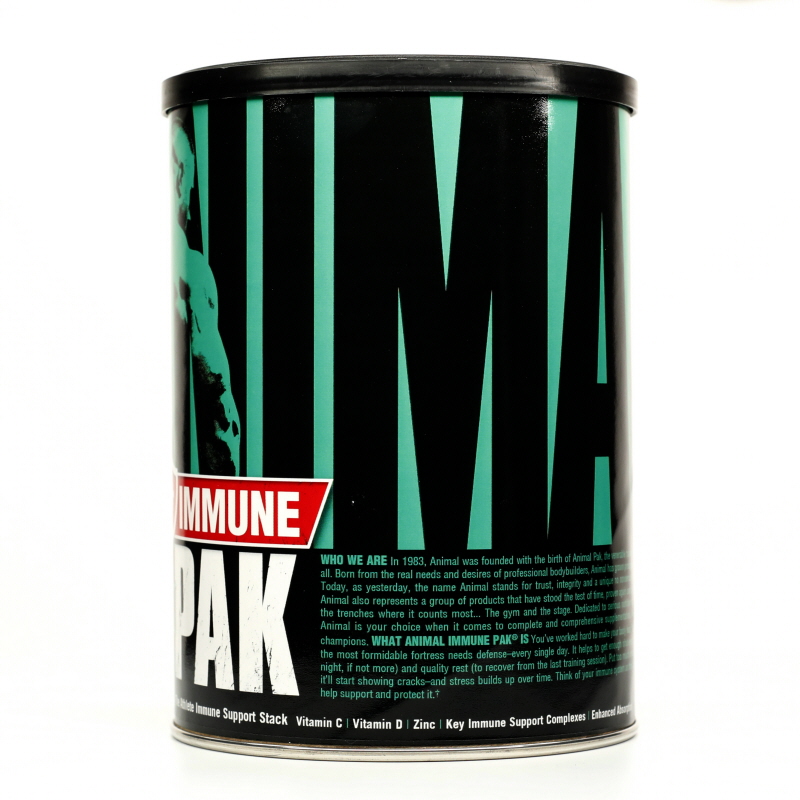 NIMA
IMMUNE
PAK
WHO WE ARE In 1983, Animal was founded with the birth of Animal Pak, the
all. Born from the real needs and desires of professional bodybuilders, Animal has
Today, as yesterday, the name Animal stands for trust, integrity and a unique
Animal also represents a group of products that have stood the test of time, proven
the trenches where it counts most... The gym and the stage. Dedicated to
Animal is your choice when it comes to complete and comprehensive
champions. WHAT ANIMAL IMMUNE PAK® IS You've worked hard to make your
the most formidable fortress needs defense–every single day. It helps to get enough
night, if not more) and quality rest (to recover from the last training session). Put
it'll start showing cracks–and stress builds up over time. Think of your immune
help support and protect it.†
Athlete Immune Support Stack Vitamin C | Vitamin D | Zinc | Key Immune Support Complexes | Enhanced